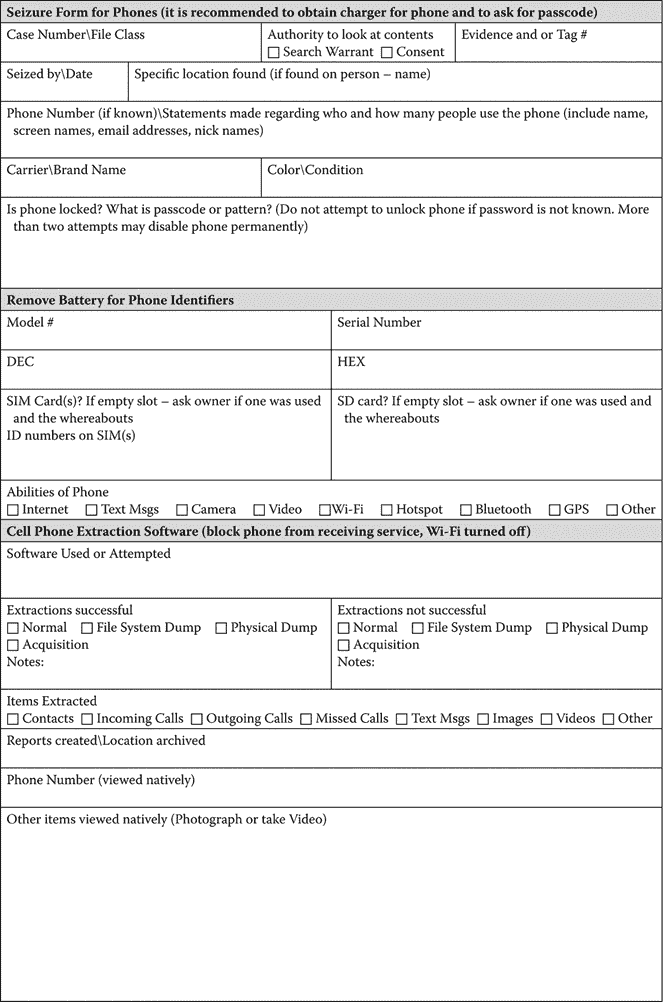 Seizure Form for Phones (it is recommended to obtain charger for phone and to ask for passcode)
Case Number\File Class
Authority to look at contents
Search Warrant Consent
Evidence and or Tag #
Seized by\Date
Specific location found (if found on person – name)
Phone Number (if known)\Statements made regarding who and how many people use the phone (include name,
screen names, email addresses, nick names)
Carrier\Brand Name
Color\Condition
Is phone locked? What is passcode or pattern? (Do not attempt to unlock phone if password is not known. More
than two attempts may disable phone permanently)
Remove Battery for Phone Identifiers
Model #
Serial Number
DEC
HEX
SIM Card(s)? If empty slot – ask owner if one was used
and the whereabouts
ID numbers on SIM(s)
SD card? If empty slot – ask owner if one was used and
the whereabouts
Abilities of Phone
Internet Text Msgs Camera Video Wi-Fi Hotspot Bluetooth GPS Other
Cell Phone Extraction Software (block phone from receiving service, Wi-Fi turned off)
Software Used or Attempted
Extractions successful
Normal File System Dump Physical Dump
Acquisition
Notes:
Extractions not successful
Normal File System Dump Physical Dump
Acquisition
Notes:
Items Extracted
Contacts Incoming Calls Outgoing Calls Missed Calls Text Msgs Images Videos Other
Reports created\Location archived
Phone Number (viewed natively)
Other items viewed natively (Photograph or take Video)